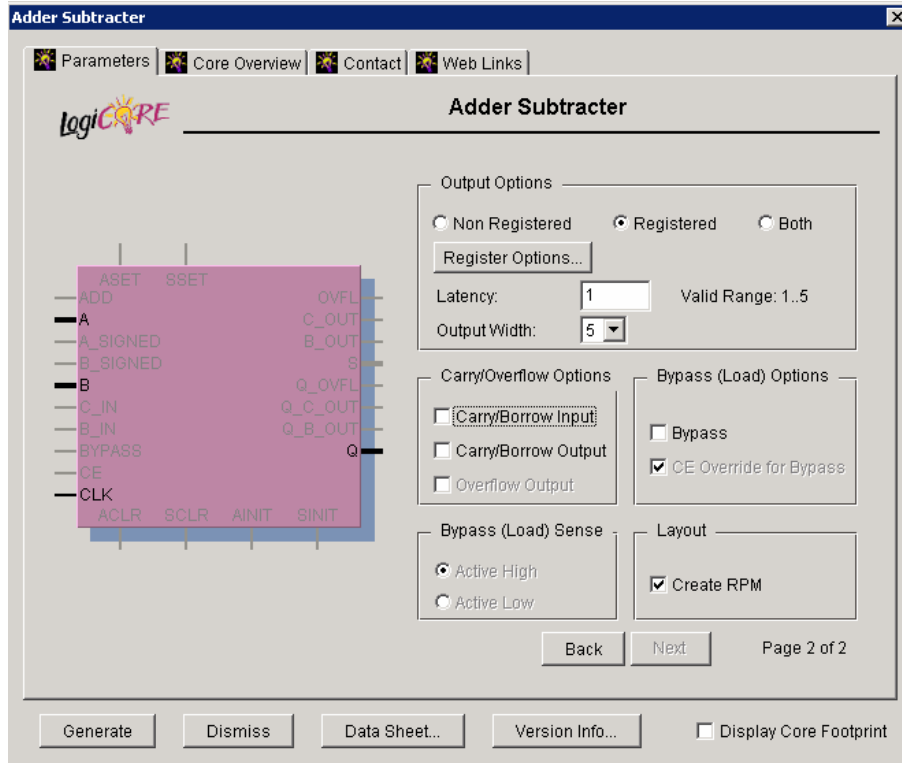 Adder Subtracter
Parameters Core Overview Contact Web Links
LogiCORE
Adder Subtracter
Output Options
Non Registered Registered Both
Register Options...
Latency: 1 Valid Range: 1..5
Output Width: 5
ASET SSET
ADD OVFL
A C_OUT
A_SIGNED B_OUT
B_SIGNED S
B Q_OVFL
C_IN Q_C_OUT
B_IN Q_B_OUT
BYPASS Q
CE
CLK
ACLR SCLR AINIT SINIT
Carry/Overflow Options
Carry/Borrow Input
Carry/Borrow Output
Overflow Output
Bypass (Load) Options
Bypass
CE Override for Bypass
Bypass (Load) Sense
Active High
Active Low
Layout
Create RPM
Back Next Page 2 of 2
Generate Dismiss Data Sheet... Version Info... Display Core Footprint